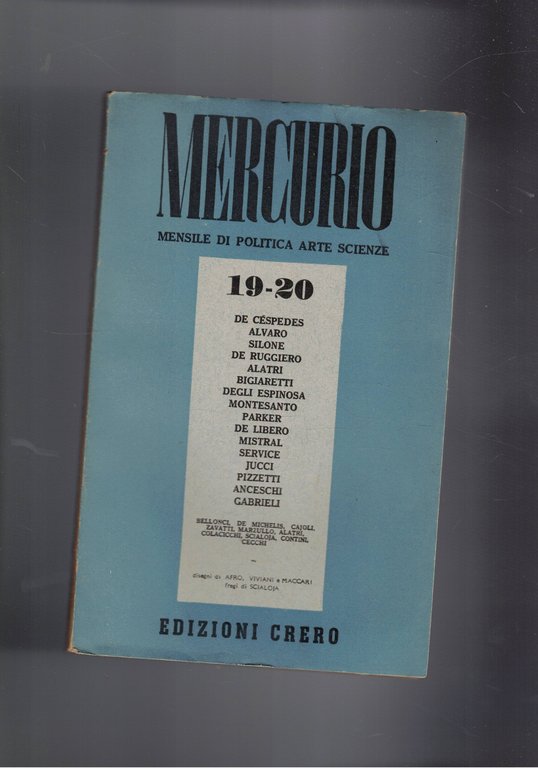 MERCURIO
MENSILE DI POLITICA ARTE SCIENZE
19-20
DE CÉSPEDES
ALVARO
SILONE
DE RUGGIERO
ALATRI
BIGIARETTI
DEGLI ESPINOSA
MONTESANTO
PARKER
DE LIBERO
MISTRAL
SERVICE
JUCCI
PIZZETTI
ANCESCHI
GABRIELI
BELLONCI, DE MICHELIS, CAJOLI,
ZAVATTI, MARZULLO, ALATRI,
COLACICCHI, SCIALOJA, CONTINI,
CECCHI
disegni di AFRO, VIVIANI e MACCARI
fregi di SCIALOJA
EDIZIONI CRERO